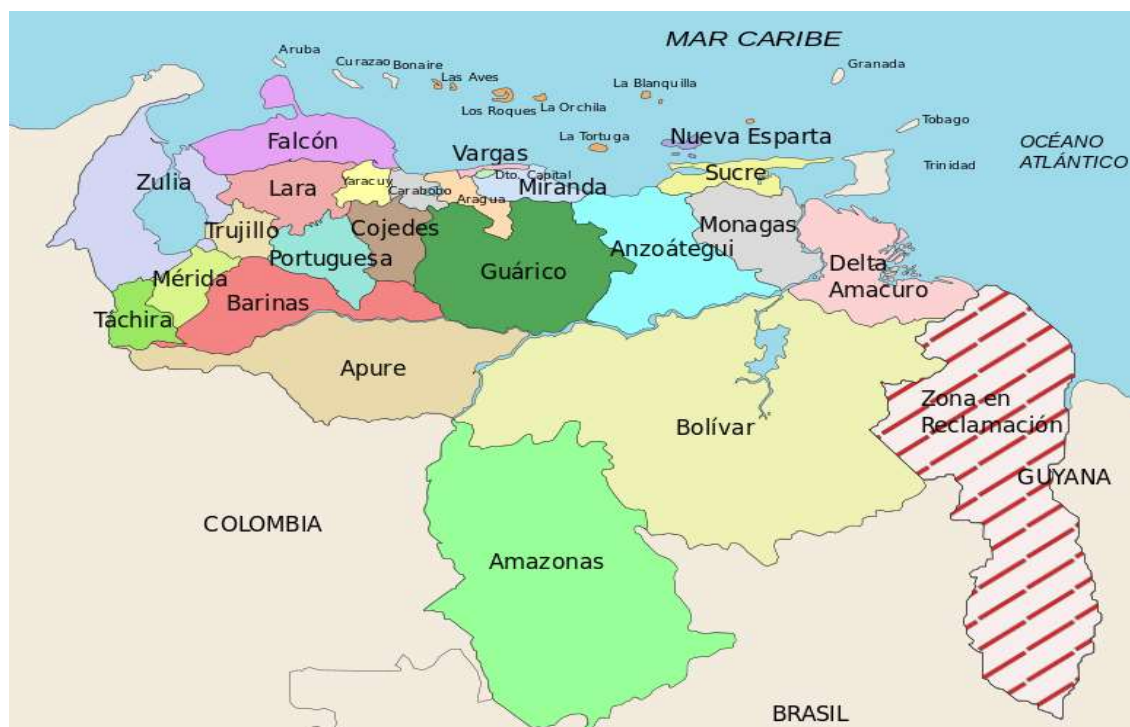 MAR CARIBE
Aruba
Curazao
Bonaire
Las Aves
Los Roques
La Orchila
La Blanquilla
Granada
La Tortuga
Nueva Esparta
Tobago
OCÉANO
ATLÁNTICO
Trinidad
Falcón
Vargas
Dto. Capital
Sucre
Zulia
Lara
Yaracuy
Carabobo
Aragua
Miranda
Trujillo
Cojedes
Monagas
Portuguesa
Guárico
Anzoátegui
Delta
Amacuro
Mérida
Barinas
Táchira
Apure
Bolívar
Zona en
Reclamación
GUYANA
COLOMBIA
Amazonas
BRASIL